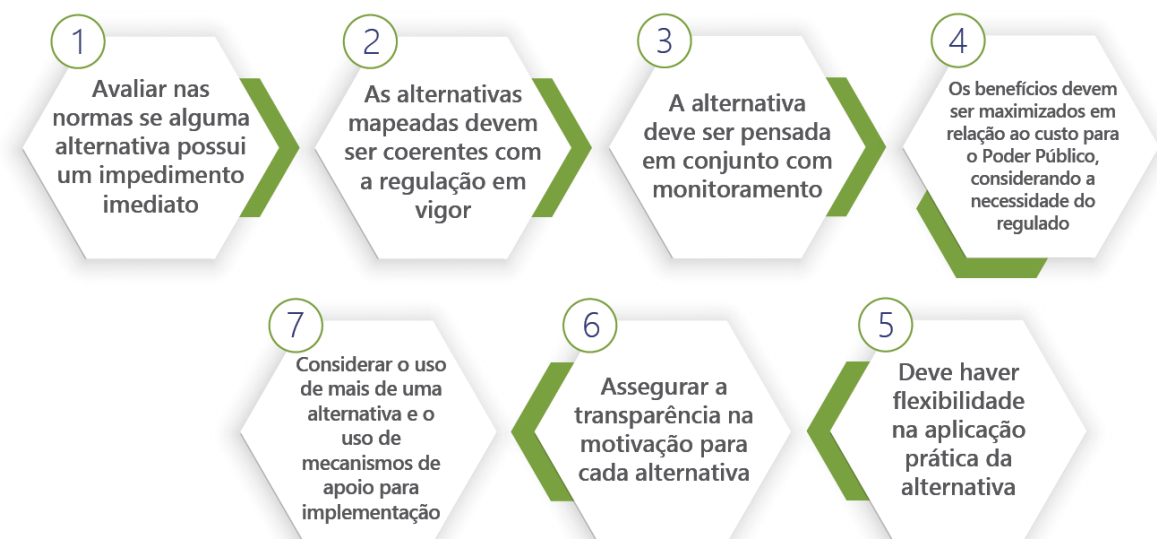 1
Avaliar nas
normas se alguma
alternativa possui
um impedimento
imediato
2
As alternativas
mapeadas devem
ser coerentes com
a regulação em
vigor
3
A alternativa
deve ser pensada
em conjunto com
monitoramento
4
Os benefícios devem
ser maximizados em
relação ao custo para
o Poder Público,
considerando a
necessidade do
regulado
5
Deve haver
flexibilidade
na aplicação
prática da
alternativa
6
Assegurar a
transparência na
motivação para
cada alternativa
7
Considerar o uso
de mais de uma
alternativa e o
uso de
mecanismos de
apoio para
implementação